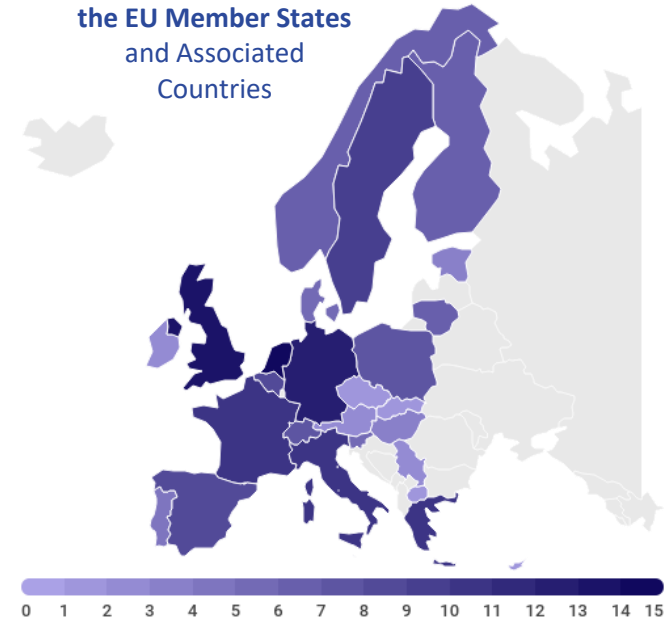 the EU Member States
and Associated
Countries
0 1 2 3 4 5 6 7 8 9 10 11 12 13 14 15